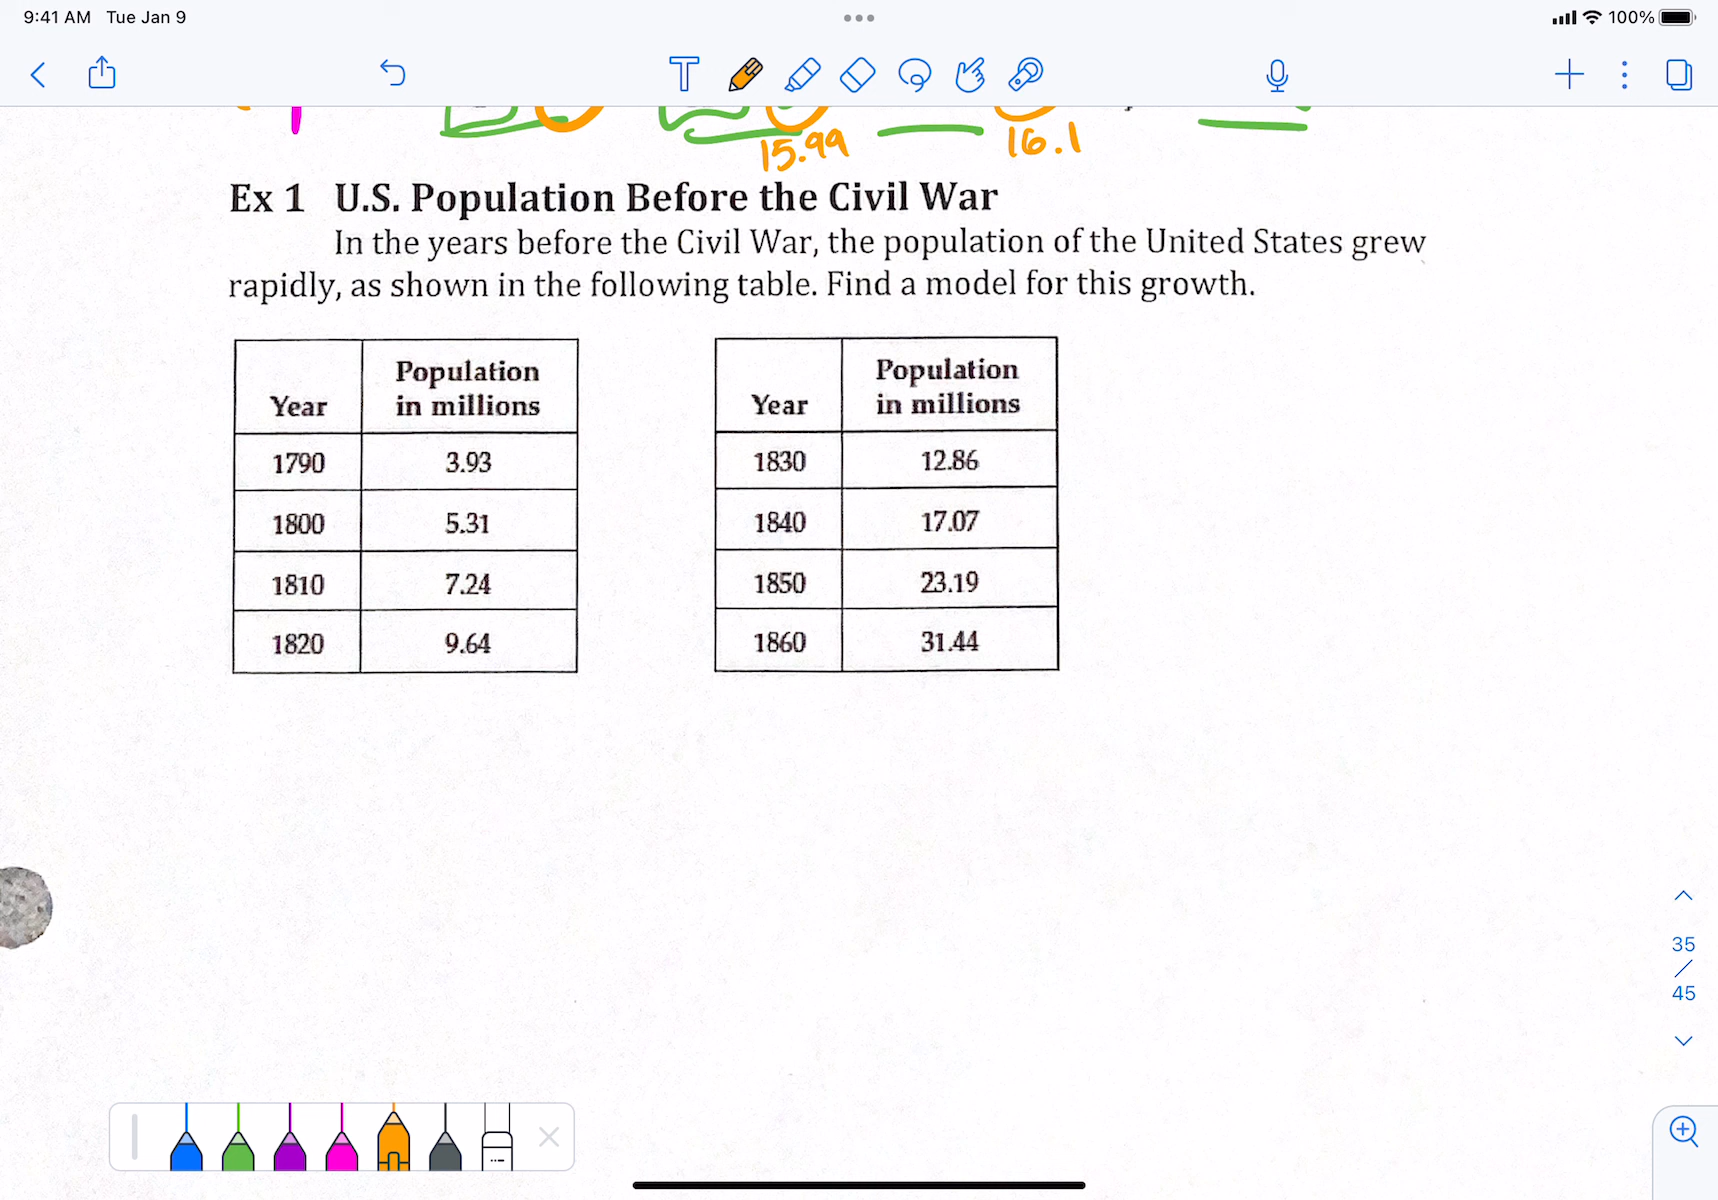 9:41 AM Tue Jan 9
100%
T
15.99
16.1
Ex 1 U.S. Population Before the Civil War
In the years before the Civil War, the population of the United States grew
rapidly, as shown in the following table. Find a model for this growth.
Year Population in millions
1790 3.93
1800 5.31
1810 7.24
1820 9.64
Year Population in millions
1830 12.86
1840 17.07
1850 23.19
1860 31.44
35
/
45